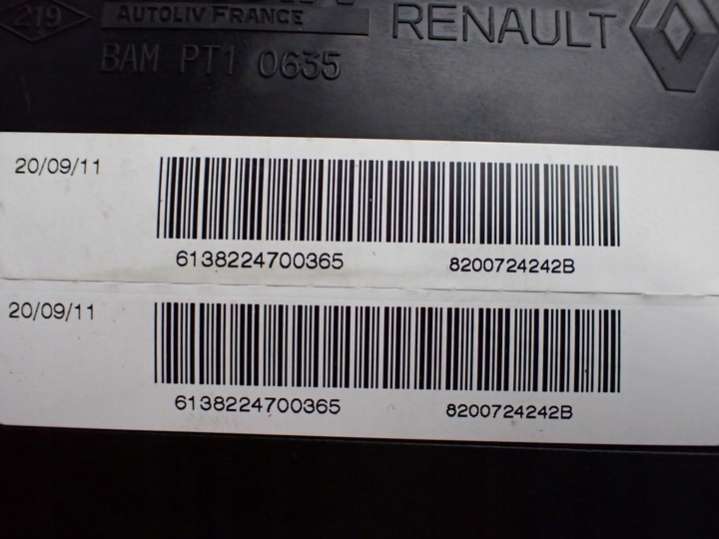 219
AUTOLIV FRANCE
RENAULT
BAM PT1 0635
20/09/11
6138224700365 8200724242B
20/09/11
6138224700365 8200724242B